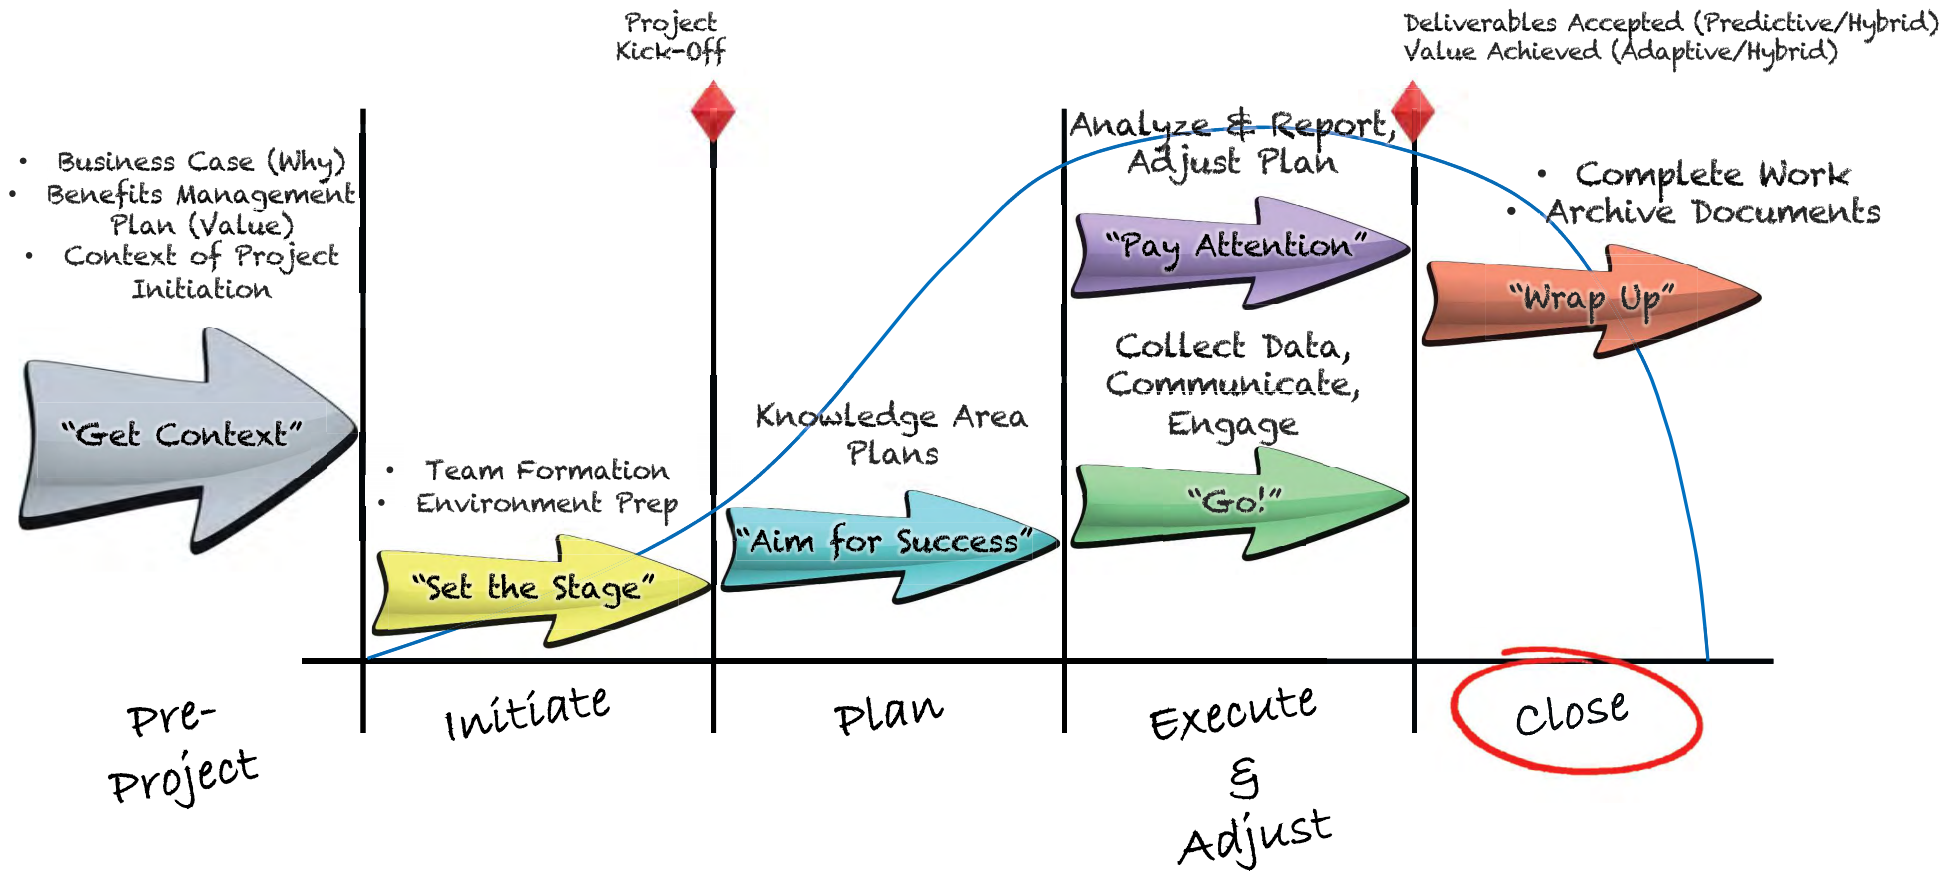 Project
Kick-Off
Deliverables Accepted (Predictive/Hybrid)
Value Achieved (Adaptive/Hybrid)
• Business Case (Why)
• Benefits Management
Plan (Value)
• Context of Project
Initiation
"Get Context"
• Team Formation
• Environment Prep
"Set the Stage"
Knowledge Area
Plans
"Aim for Success"
Analyze & Report,
Adjust Plan
"Pay Attention"
Collect Data,
Communicate,
Engage
"Go!"
• Complete Work
• Archive Documents
"Wrap Up"
Pre-
Project
Initiate
Plan
Execute
&
Adjust
Close